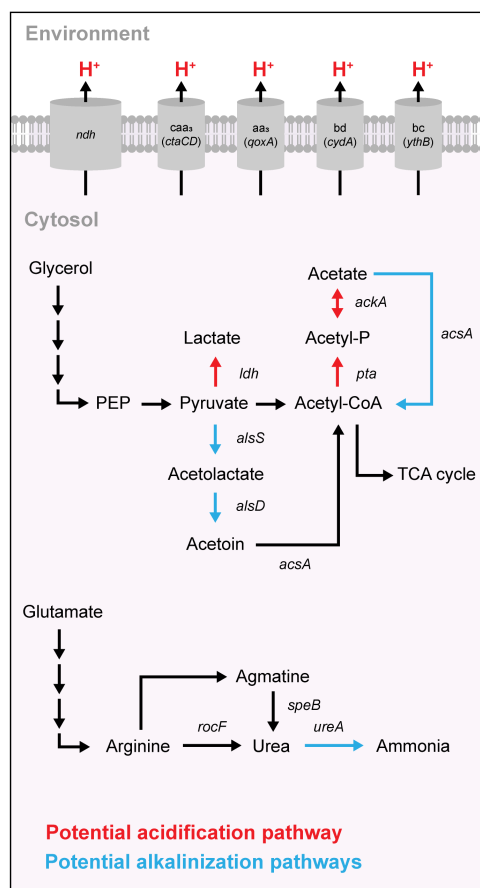 Environment
H⁺ H⁺ H⁺ H⁺ H⁺
ndh
caa₃
(ctaCD)
aa₃
(qoxA)
bd
(cydA)
bc
(ythB)
Cytosol
Glycerol
Acetate
ackA
acsA
Lactate
Acetyl-P
ldh
pta
PEP
Pyruvate
Acetyl-CoA
alsS
Acetolactate
TCA cycle
alsD
Acetoin
acsA
Glutamate
Agmatine
speB
rocF
ureA
Arginine
Urea
Ammonia
Potential acidification pathway
Potential alkalinization pathways